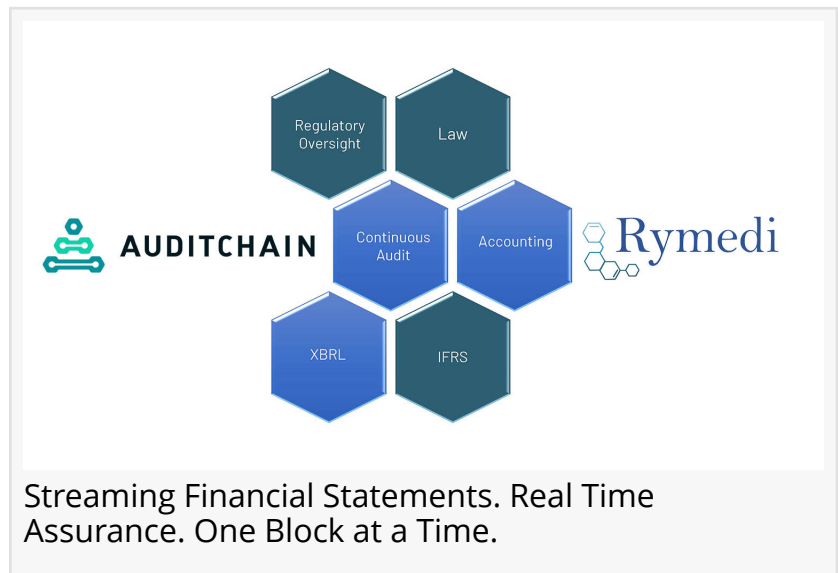 Regulatory
Oversight
Law
AUDITCHAIN
Continuous
Audit
Accounting
Rymedi
XBRL
IFRS
Streaming Financial Statements. Real Time
Assurance. One Block at a Time.